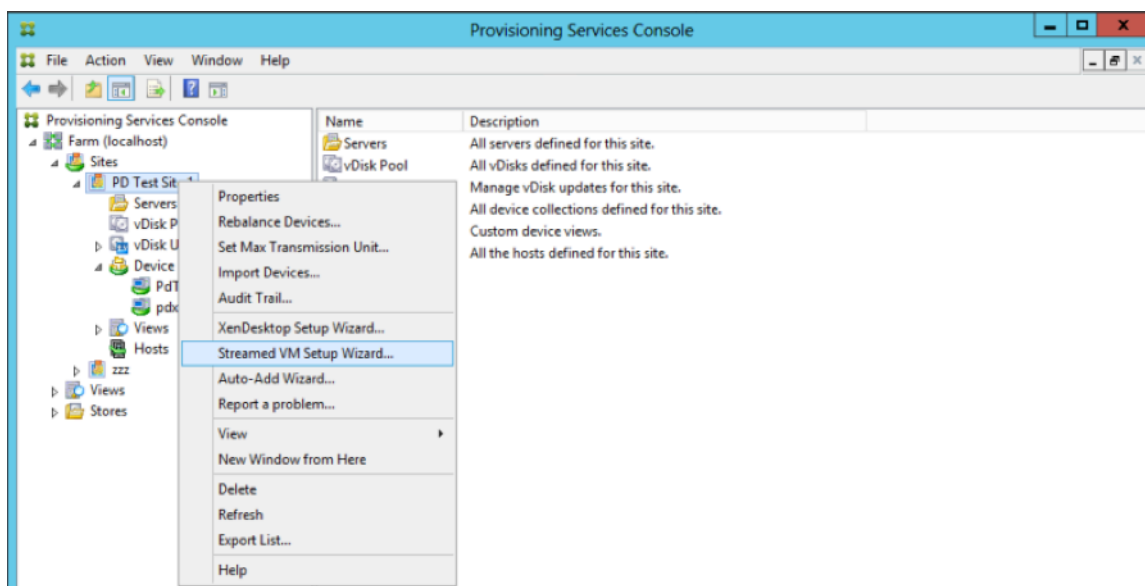 Provisioning Services Console
File Action View Window Help
Provisioning Services Console
Farm (localhost)
Sites
PD Test
Servers
vDisk
vDisk
Device
Views
Hosts
zzz
Views
Stores
Name Description
Servers All servers defined for this site.
vDisk Pool All vDisks defined for this site.
Manage vDisk updates for this site.
All device collections defined for this site.
Custom device views.
All the hosts defined for this site.
Properties
Rebalance Devices...
Set Max Transmission Unit...
Import Devices...
Audit Trail...
XenDesktop Setup Wizard...
Streamed VM Setup Wizard...
Auto-Add Wizard...
Report a problem...
View
New Window from Here
Delete
Refresh
Export List...
Help